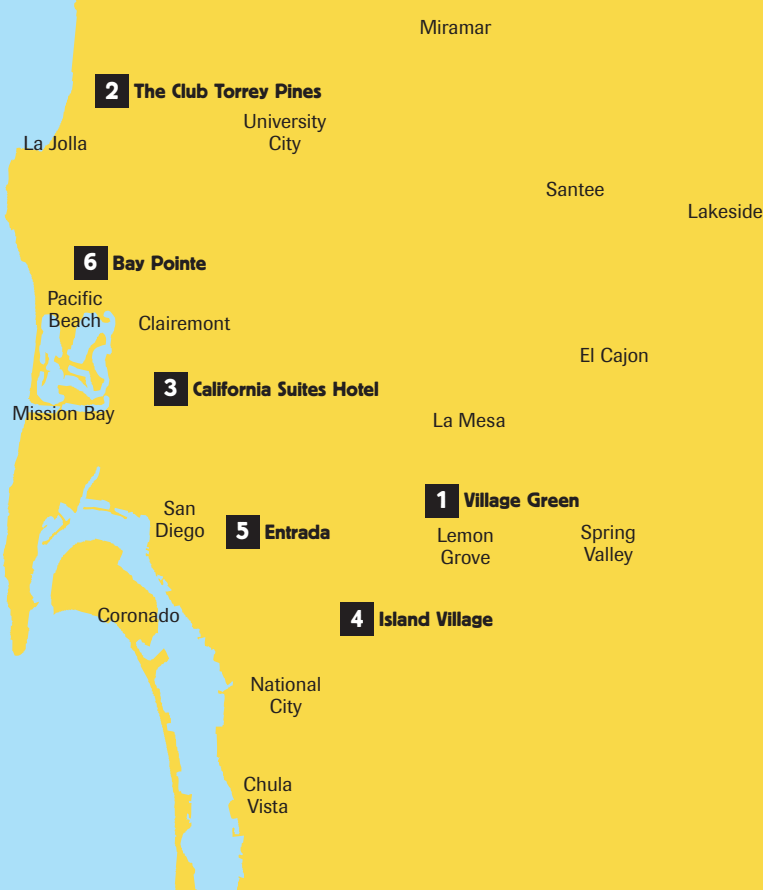 Miramar
2 The Club Torrey Pines
University
City
La Jolla
Santee
Lakeside
6 Bay Pointe
Pacific
Beach
Clairemont
El Cajon
3 California Suites Hotel
Mission Bay
La Mesa
1 Village Green
San
Diego
5 Entrada
Lemon
Grove
Spring
Valley
Coronado
4 Island Village
National
City
Chula
Vista